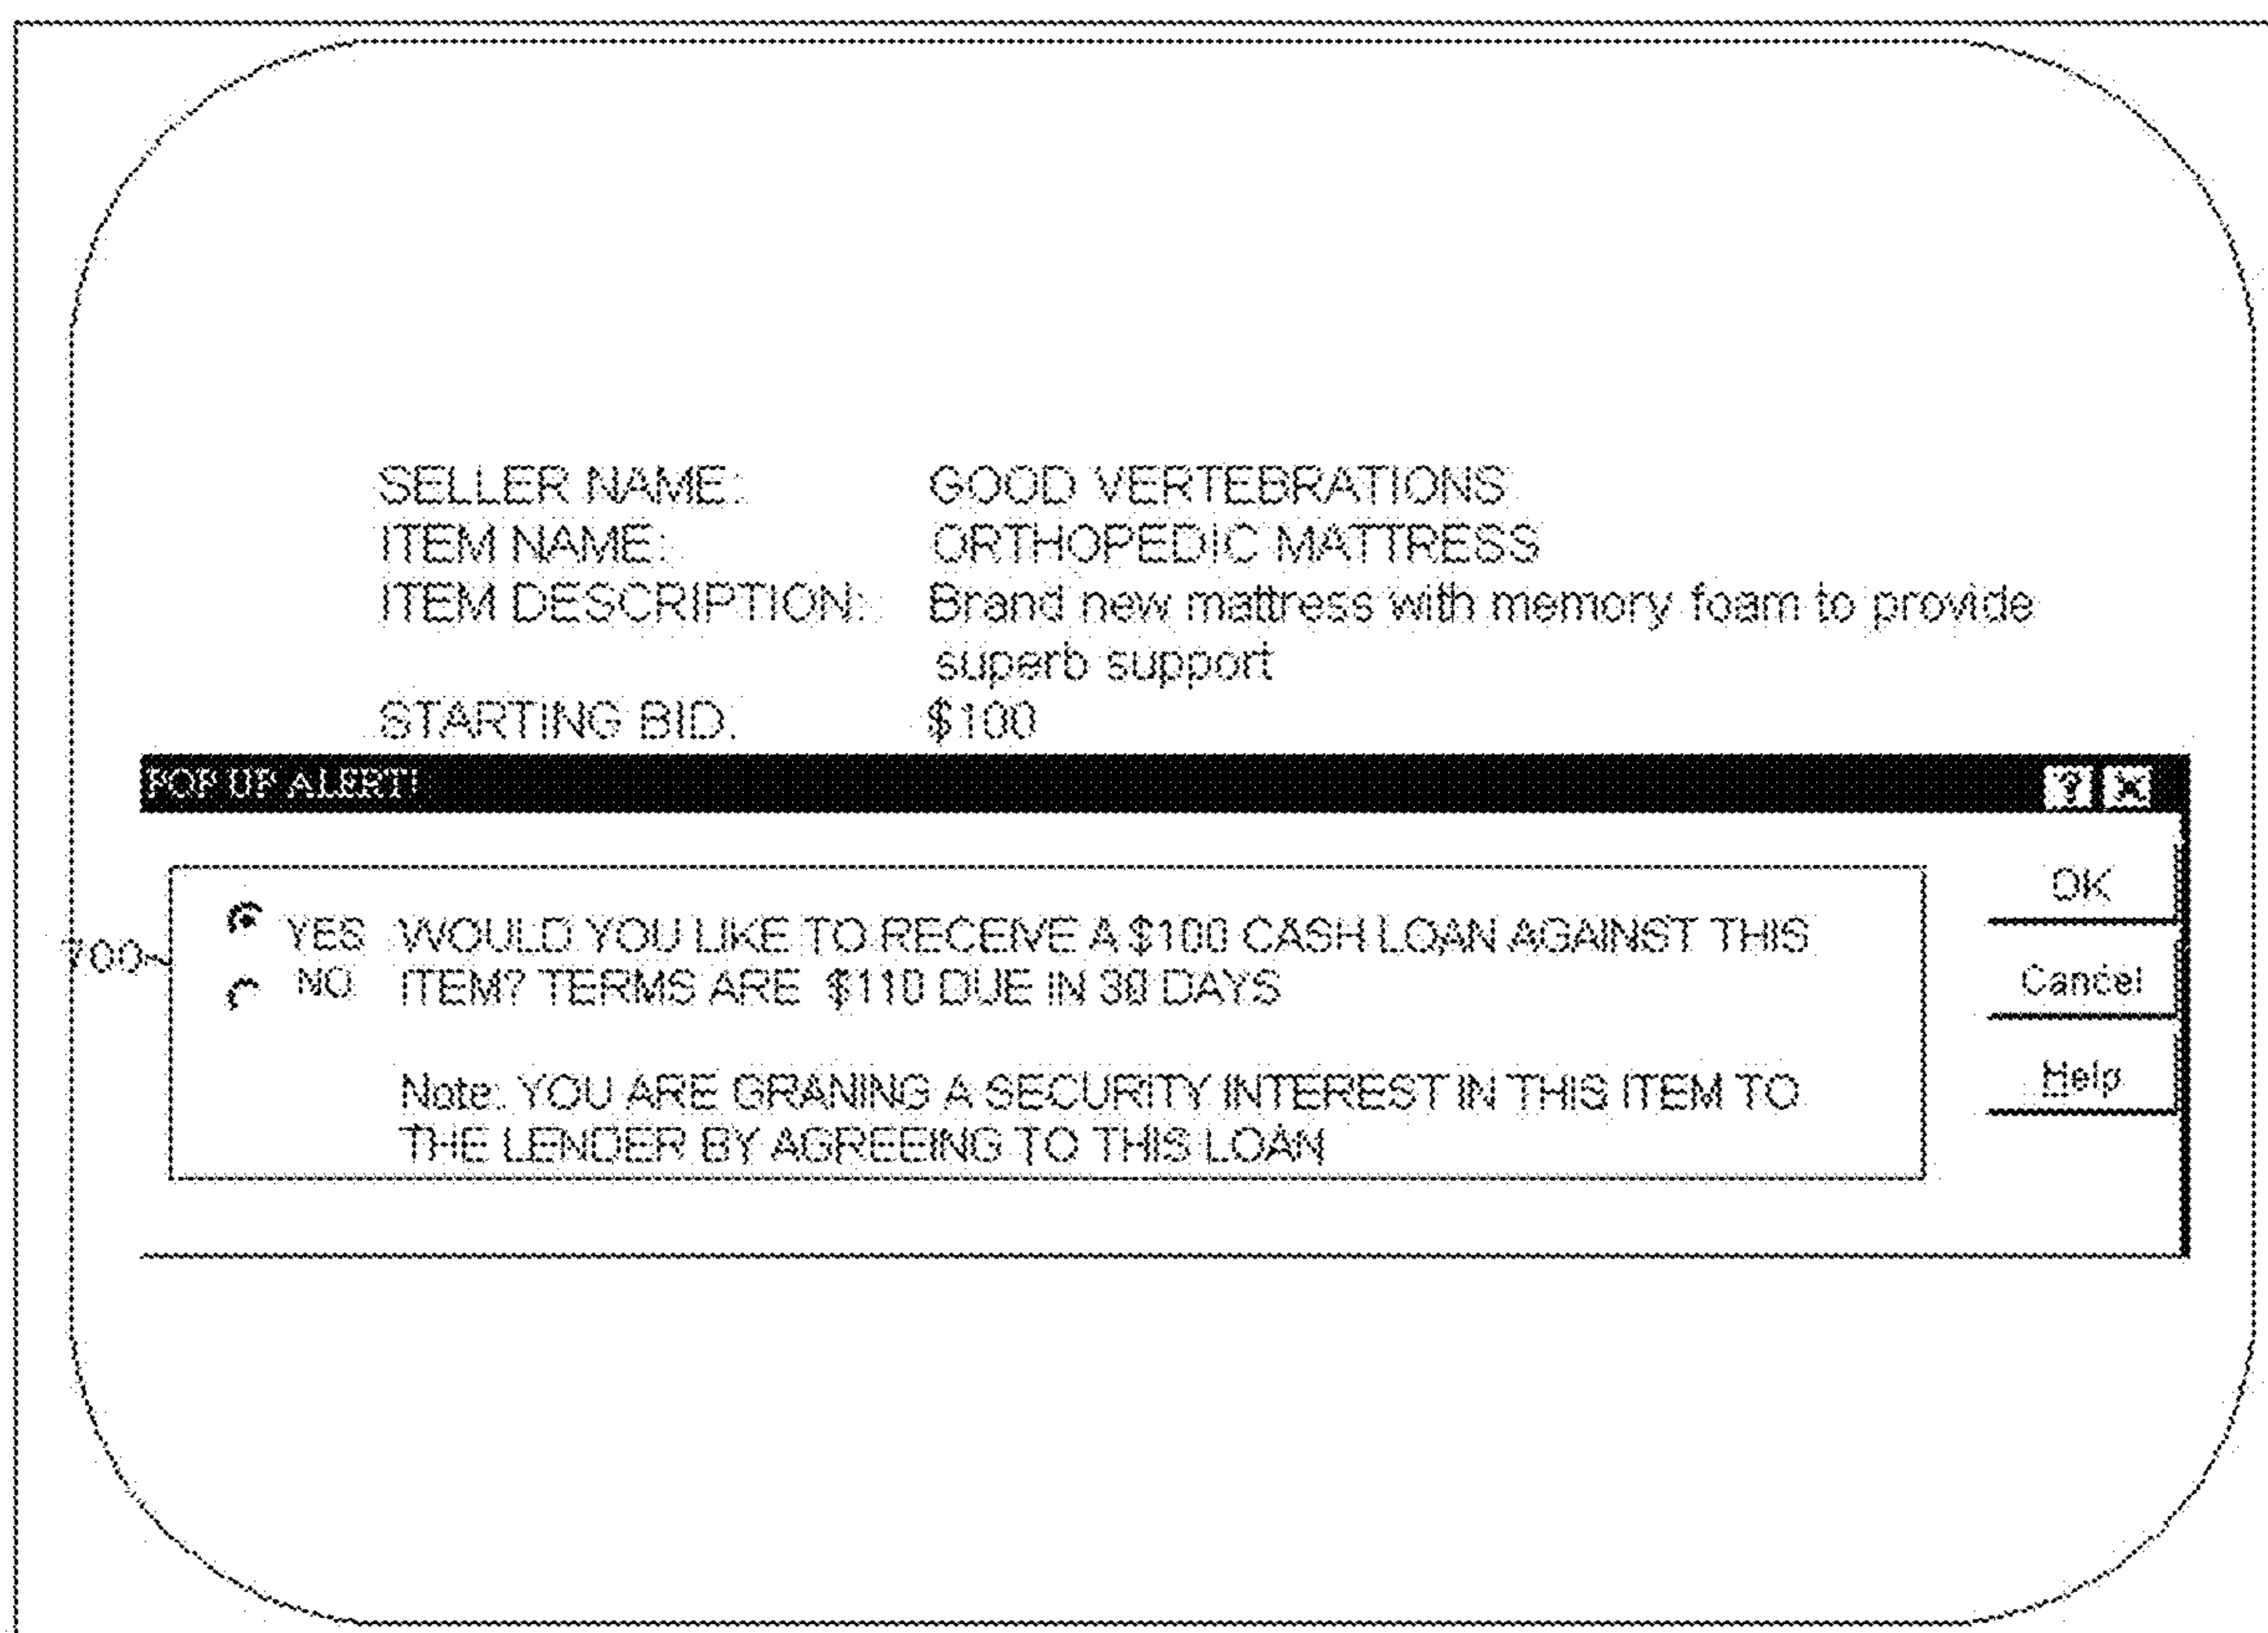 SELLER NAME: GOOD VERTEBRATIONS
ITEM NAME: ORTHOPEDIC MATTRESS
ITEM DESCRIPTION: Brand new mattress with memory foam to provide
superb support
STARTING BID. $100
POP UP ALERT!
? X
OK
YES WOULD YOU LIKE TO RECEIVE A $100 CASH LOAN AGAINST THIS
700 NO ITEM? TERMS ARE $110 DUE IN 30 DAYS
Cancel
Note: YOU ARE GRANING A SECURITY INTEREST IN THIS ITEM TO
Help
THE LENDER BY AGREEING TO THIS LOAN